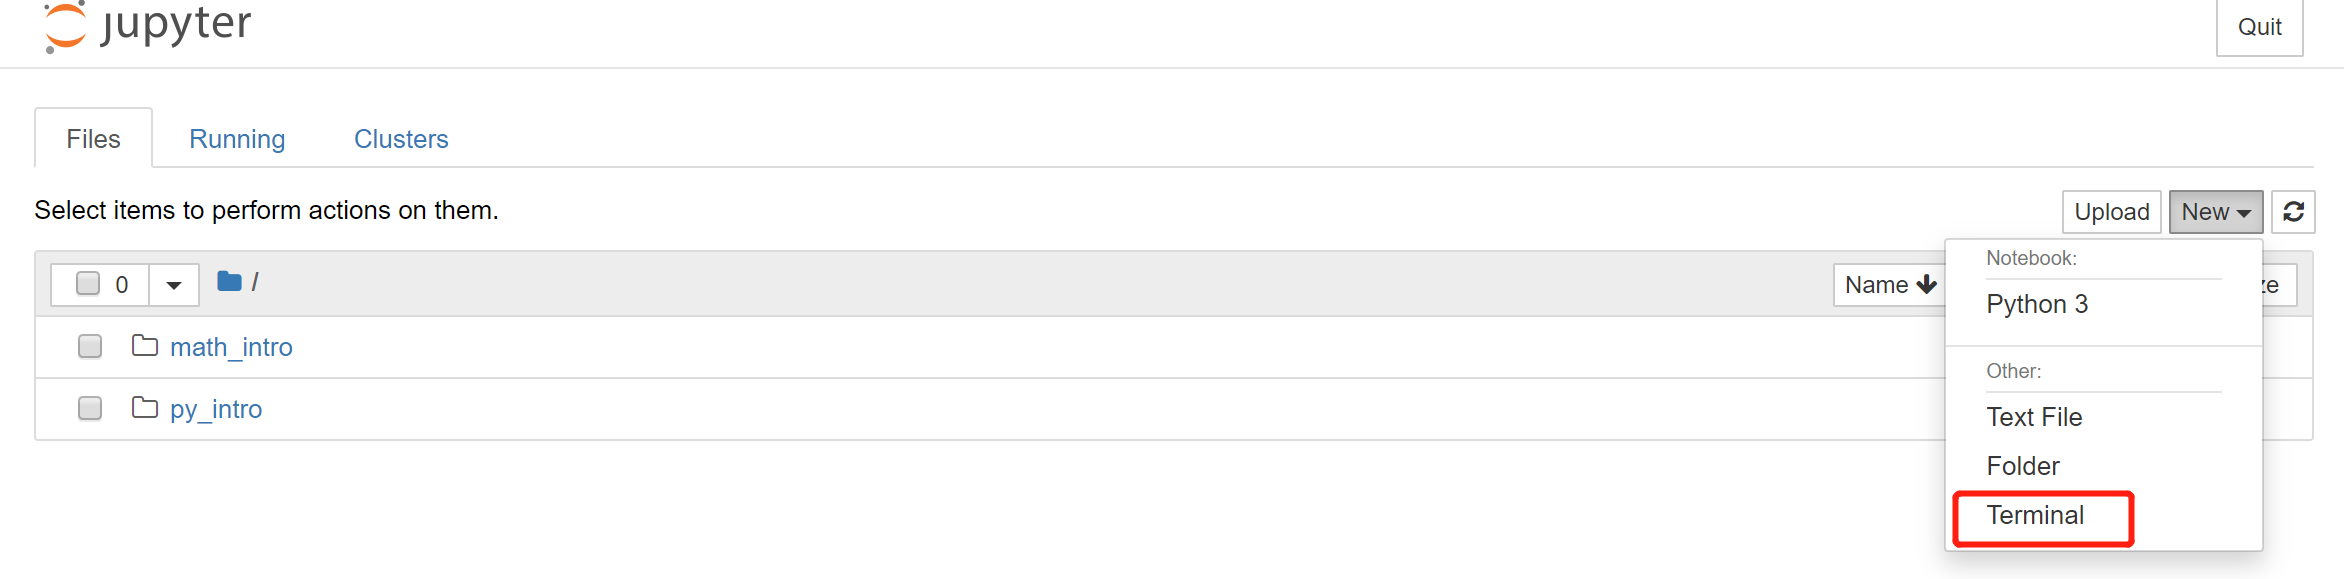 jupyter
Quit
Files Running Clusters
Select items to perform actions on them.
Upload New
0 / Name ze
Notebook:
Python 3
math_intro
Other:
py_intro
Text File
Folder
Terminal